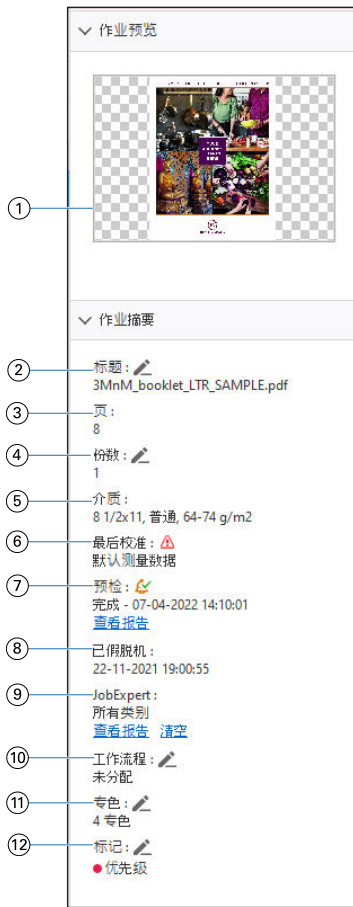 作业预览
①
作业摘要
② 标题：
3MnM_booklet_LTR_SAMPLE.pdf
③ 页：
8
④ 份数：
1
⑤ 介质：
8 1/2x11, 普通, 64-74 g/m2
⑥ 最后校准：
默认测量数据
⑦ 预检：
完成 - 07-04-2022 14:10:01
查看报告
⑧ 已假脱机：
22-11-2021 19:00:55
⑨ JobExpert：
所有类别
查看报告 清空
⑩ 工作流程：
未分配
⑪ 专色：
4 专色
⑫ 标记：
优先级